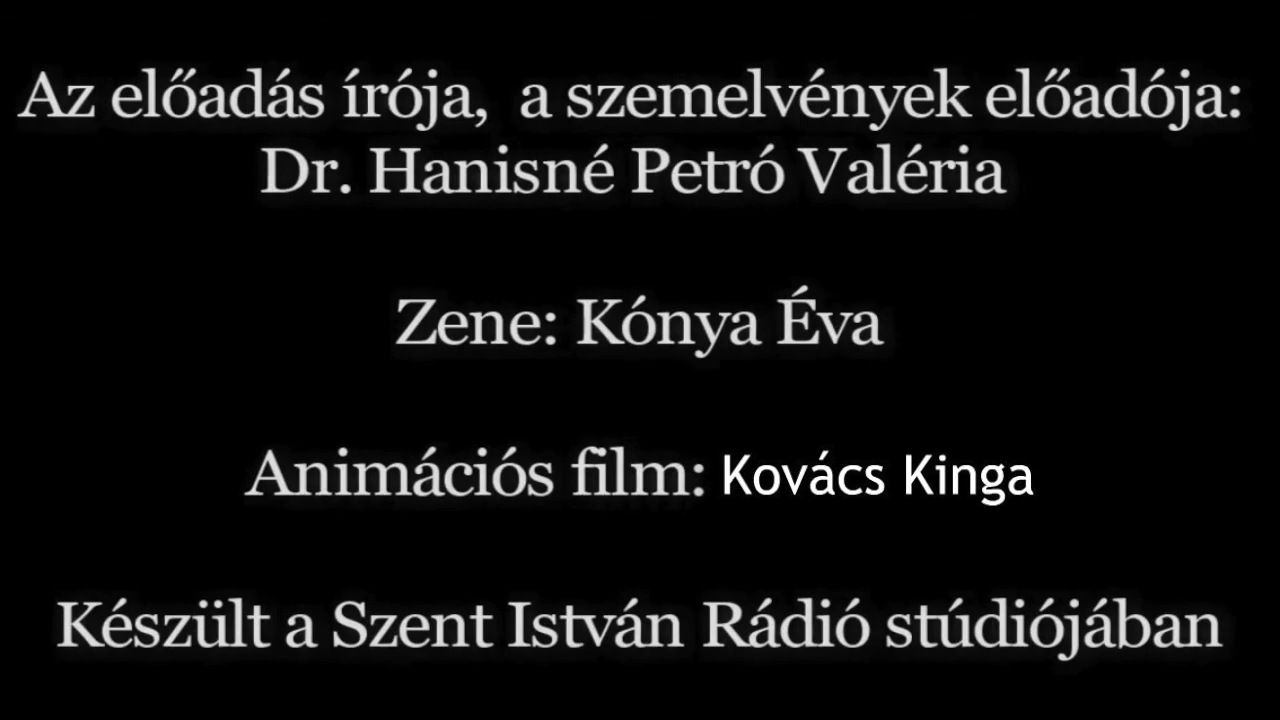 Az előadás írója, a szemelvények előadója:
Dr. Hanisné Petró Valéria
Zene: Kónya Éva
Animációs film: Kovács Kinga
Készült a Szent István Rádió stúdiójában